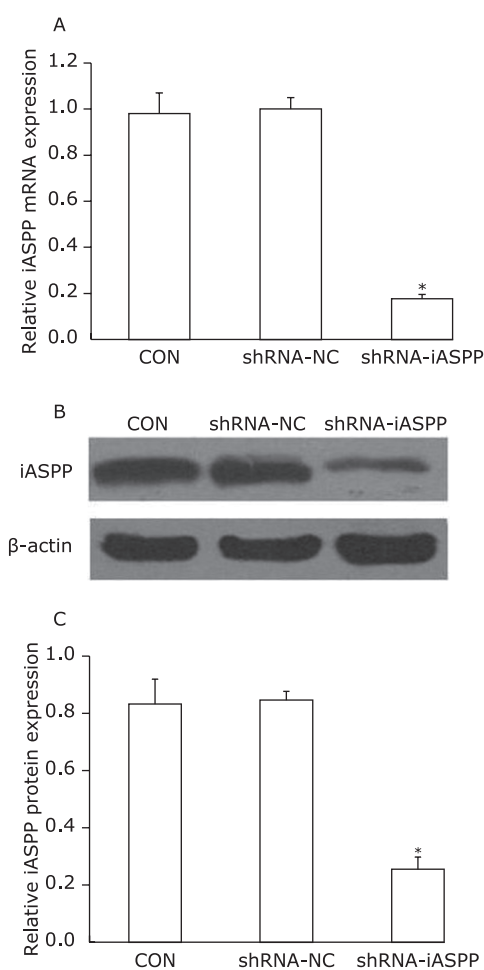 A
Relative iASPP mRNA expression
1.2
1.0
0.8
0.6
0.4
0.2
0.0
*
CON shRNA-NC shRNA-iASPP
B
CON shRNA-NC shRNA-iASPP
iASPP
β-actin
C
Relative iASPP protein expression
1.0
0.8
0.6
0.4
0.2
0.0
*
CON shRNA-NC shRNA-iASPP